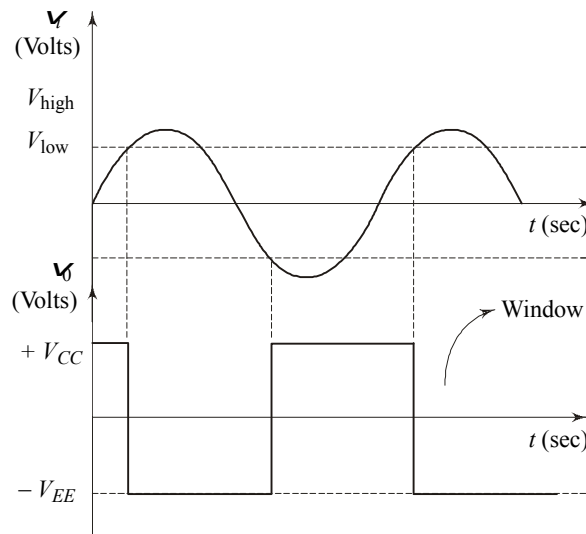 Vi
(Volts)
Vhigh
Vlow
t (sec)
V0
(Volts)
Window
+ VCC
t (sec)
– VEE